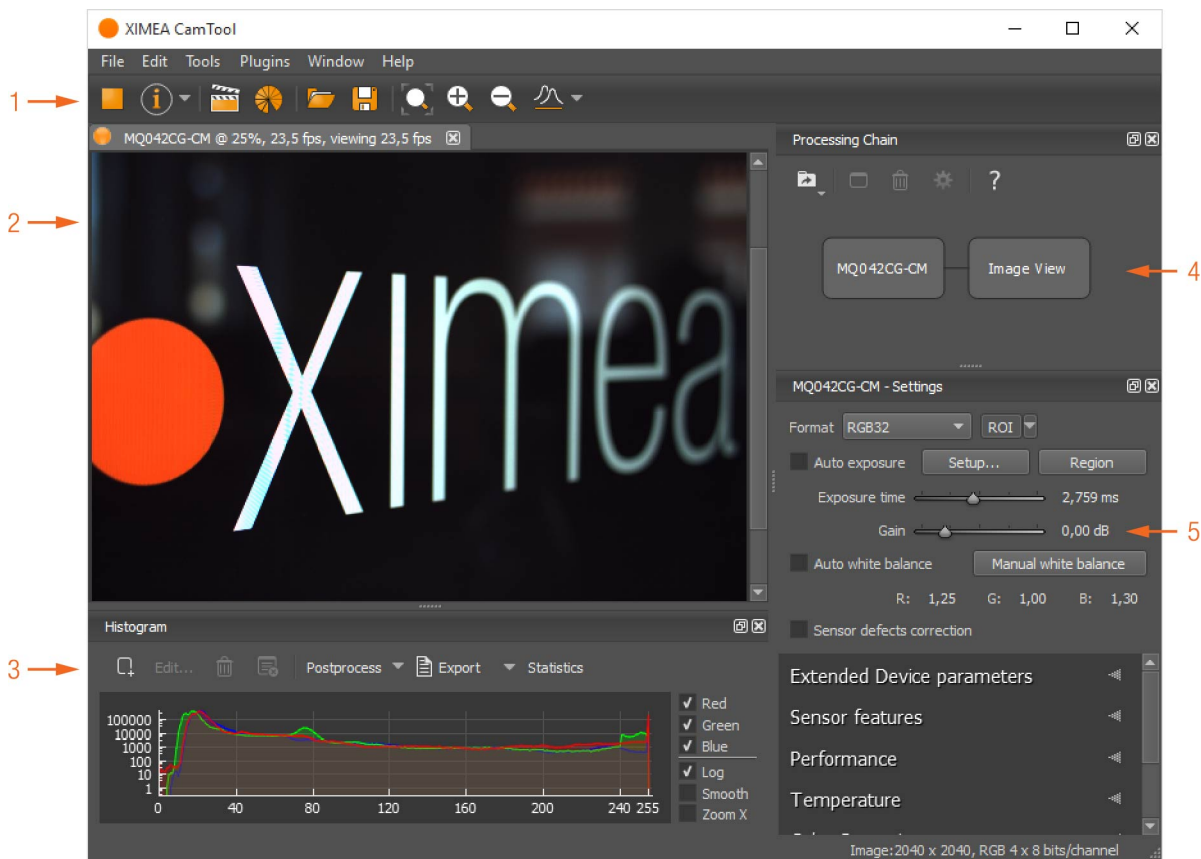 XIMEA CamTool
File Edit Tools Plugins Window Help
1
MQ042CG-CM @ 25%, 23,5 fps, viewing 23,5 fps
2
ximea
Processing Chain
?
MQ042CG-CM
Image View
4
MQ042CG-CM - Settings
Format RGB32 ROI
Auto exposure Setup... Region
Exposure time 2,759 ms
Gain 0,00 dB
5
Auto white balance Manual white balance
R: 1,25 G: 1,00 B: 1,30
Sensor defects correction
Extended Device parameters
Sensor features
Performance
Temperature
Histogram
3
Edit... Postprocess Export Statistics
100000
10000
1000
100
10
1
0 40 80 120 160 200 240 255
Red
Green
Blue
Log
Smooth
Zoom X
Image:2040 x 2040, RGB 4 x 8 bits/channel